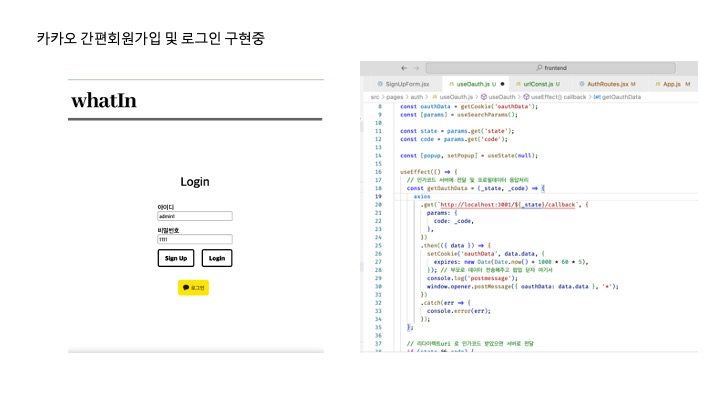 카카오 간편회원가입 및 로그인 구현중
whatIn
Login
아이디
admin1
비밀번호
1111
Sign Up
Login
로그인
frontend
SignUpForm.jsx
useOauth.js U
urlConst.js U
AuthRoutes.jsx M
App.js M
src > pages > auth > useOauth.js > useOauth > useEffect() callback > getOauthData
8 const oauthData = getCookie('oauthData');
9 const [params] = useSearchParams();
10
11 const state = params.get('state');
12 const code = params.get('code');
13
14 const [popup, setPopup] = useState(null);
15
16 useEffect(() => {
17 // 인가코드 서버에 전달 및 프로필데이터 응답처리
18 const getOauthData = (_state, _code) => {
19 axios
20 .get(`http://localhost:3001/${_state}/callback`, {
21 params: {
22 code: _code,
23 },
24 })
25 .then(({ data }) => {
26 setCookie('oauthData', data.data, {
27 expires: new Date(Date.now() + 1000 * 60 * 5),
28 }); // 부모로 데이터 전송해주고 팝업 닫자 여기서
29 console.log('postmessage');
30 window.opener.postMessage({ oauthData: data.data }, '*');
31 })
32 .catch(err => {
33 console.error(err);
34 });
35 };
36
37 // 리다이렉트uri 로 인가코드 받았으면 서버로 전달
38 if (state && code) {